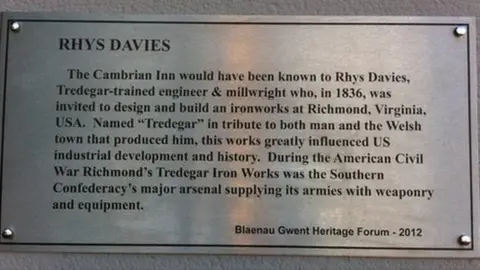 RHYS DAVIES
The Cambrian Inn would have been known to Rhys Davies,
Tredegar-trained engineer & millwright who, in 1836, was
invited to design and build an ironworks at Richmond, Virginia,
USA. Named “Tredegar” in tribute to both man and the Welsh
town that produced him, this works greatly influenced US
industrial development and history. During the American Civil
War Richmond’s Tredegar Iron Works was the Southern
Confederacy’s major arsenal supplying its armies with weaponry
and equipment.
Blaenau Gwent Heritage Forum - 2012